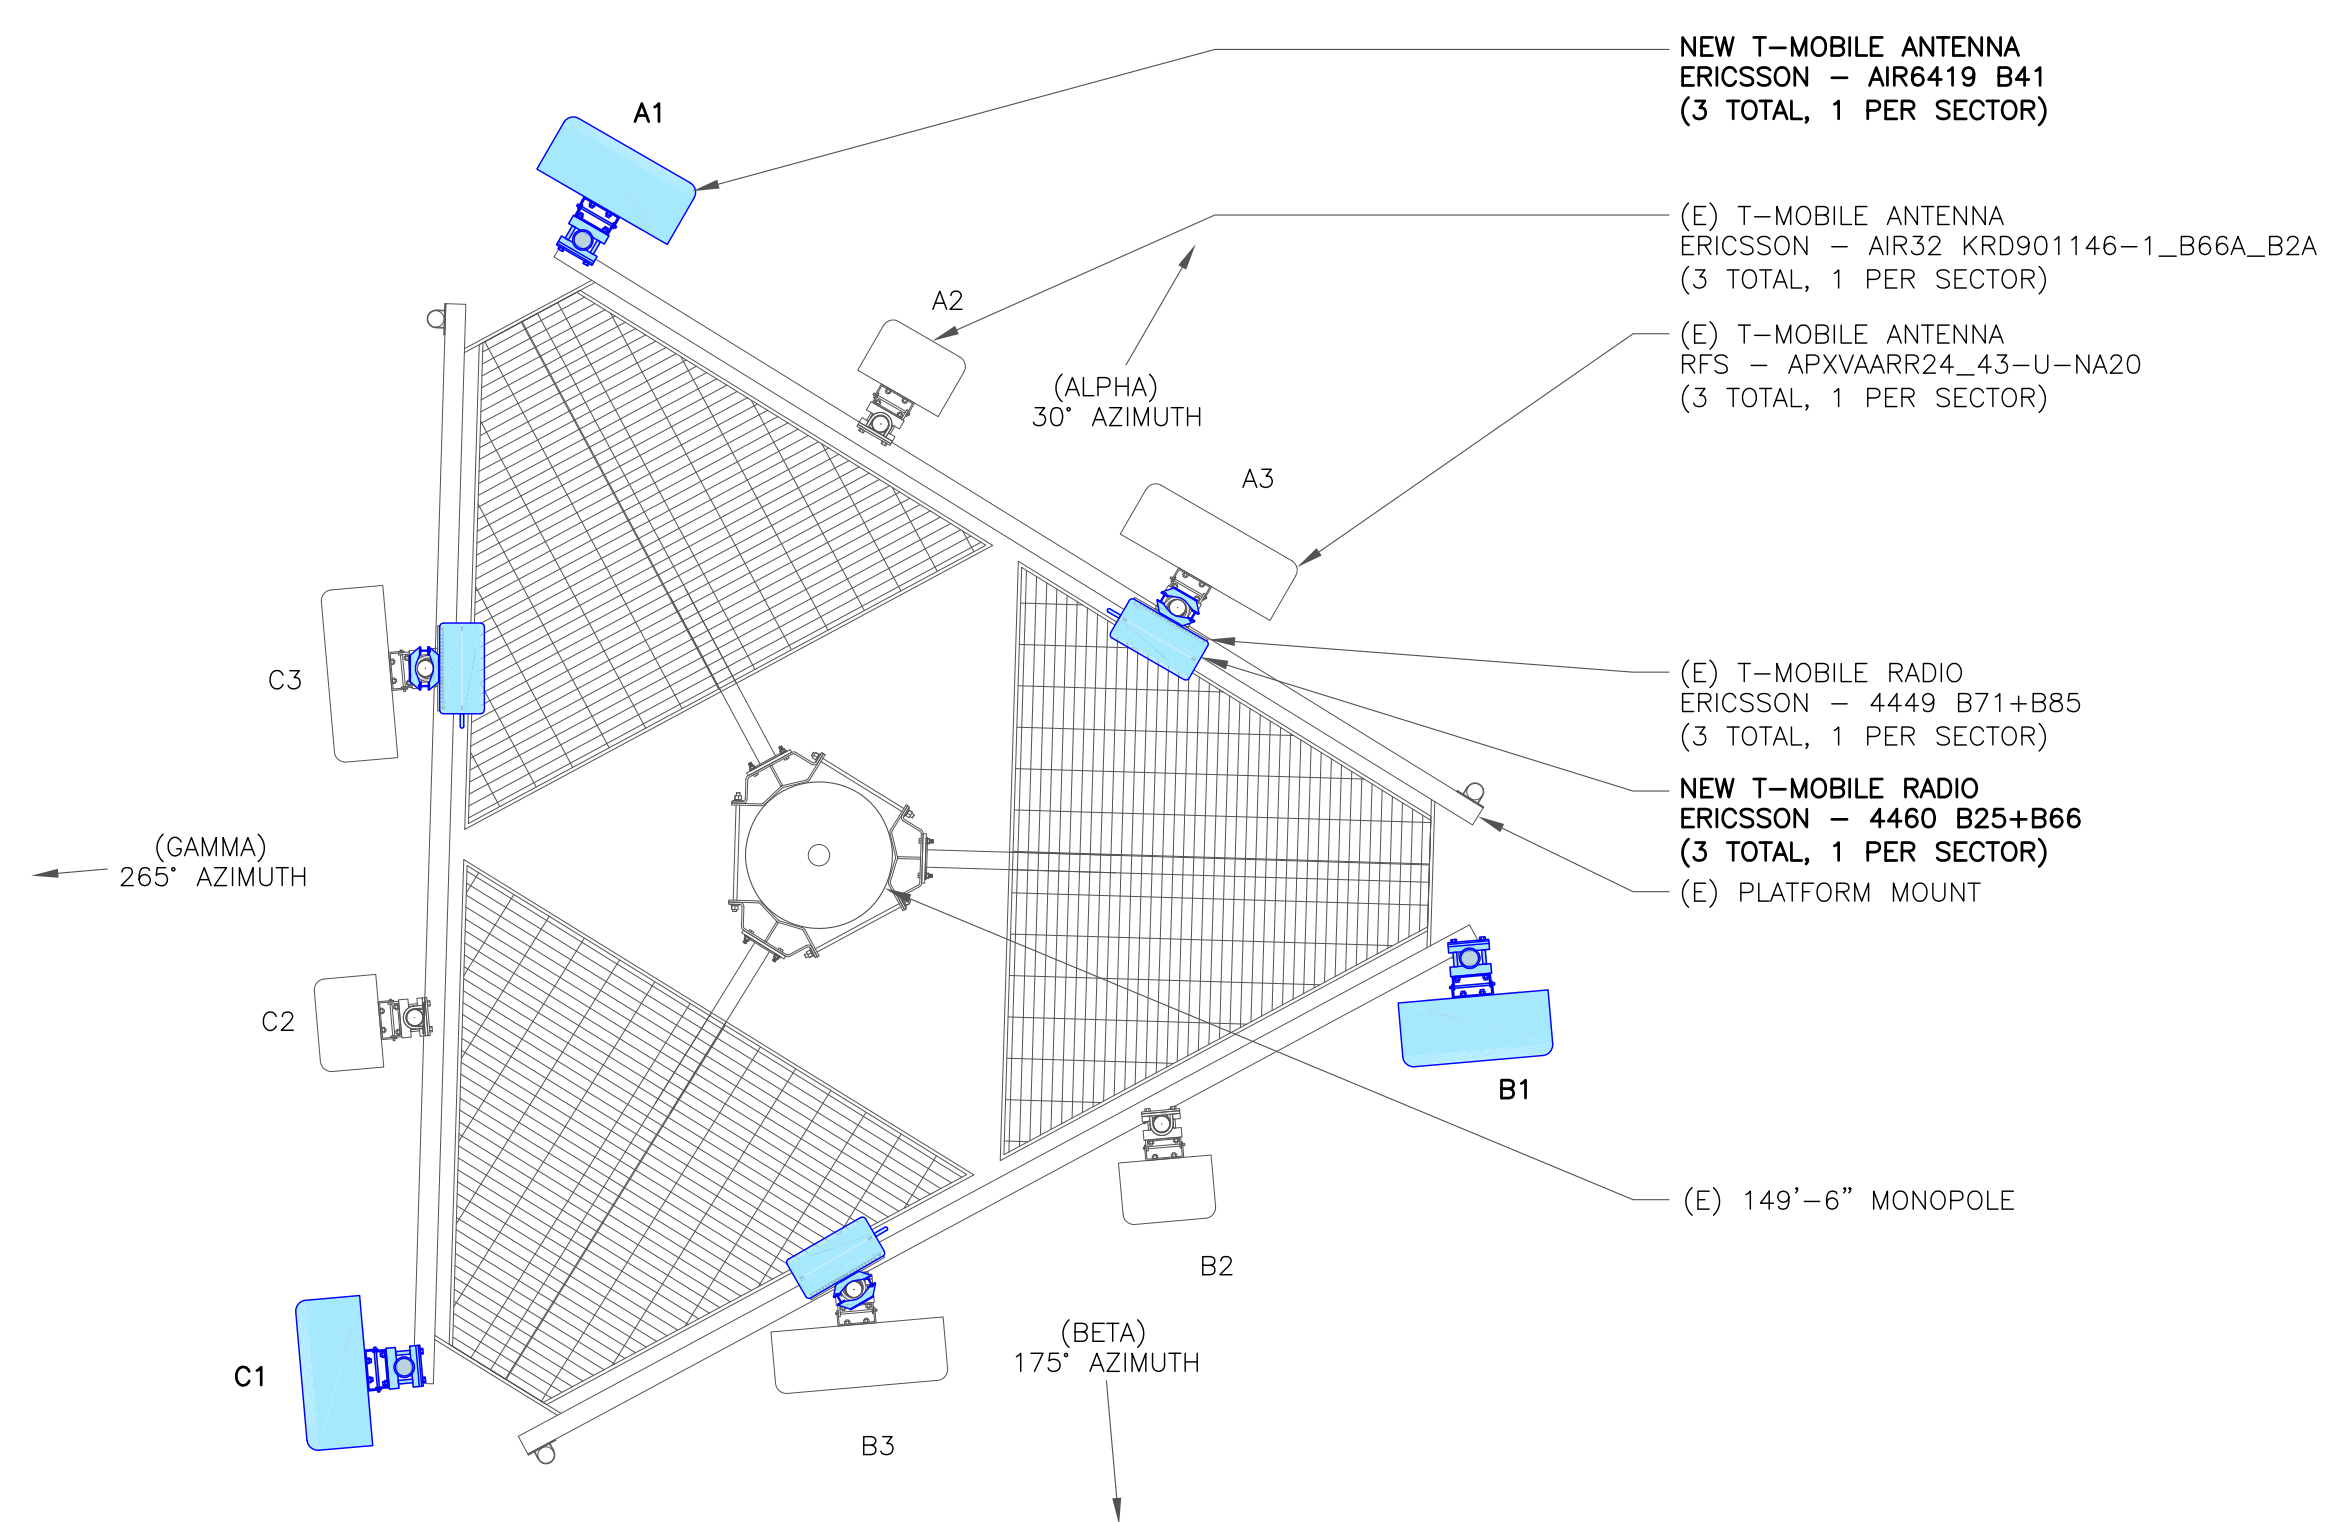 NEW T-MOBILE ANTENNA
ERICSSON - AIR6419 B41
(3 TOTAL, 1 PER SECTOR)
A1
(E) T-MOBILE ANTENNA
ERICSSON - AIR32 KRD901146-1_B66A_B2A
(3 TOTAL, 1 PER SECTOR)
A2
(E) T-MOBILE ANTENNA
RFS - APXVAARR24_43-U-NA20
(3 TOTAL, 1 PER SECTOR)
(ALPHA)
30° AZIMUTH
A3
C3
(E) T-MOBILE RADIO
ERICSSON - 4449 B71+B85
(3 TOTAL, 1 PER SECTOR)
NEW T-MOBILE RADIO
ERICSSON - 4460 B25+B66
(3 TOTAL, 1 PER SECTOR)
(GAMMA)
265° AZIMUTH
(E) PLATFORM MOUNT
C2
B1
(E) 149'-6" MONOPOLE
B2
(BETA)
175° AZIMUTH
C1
B3